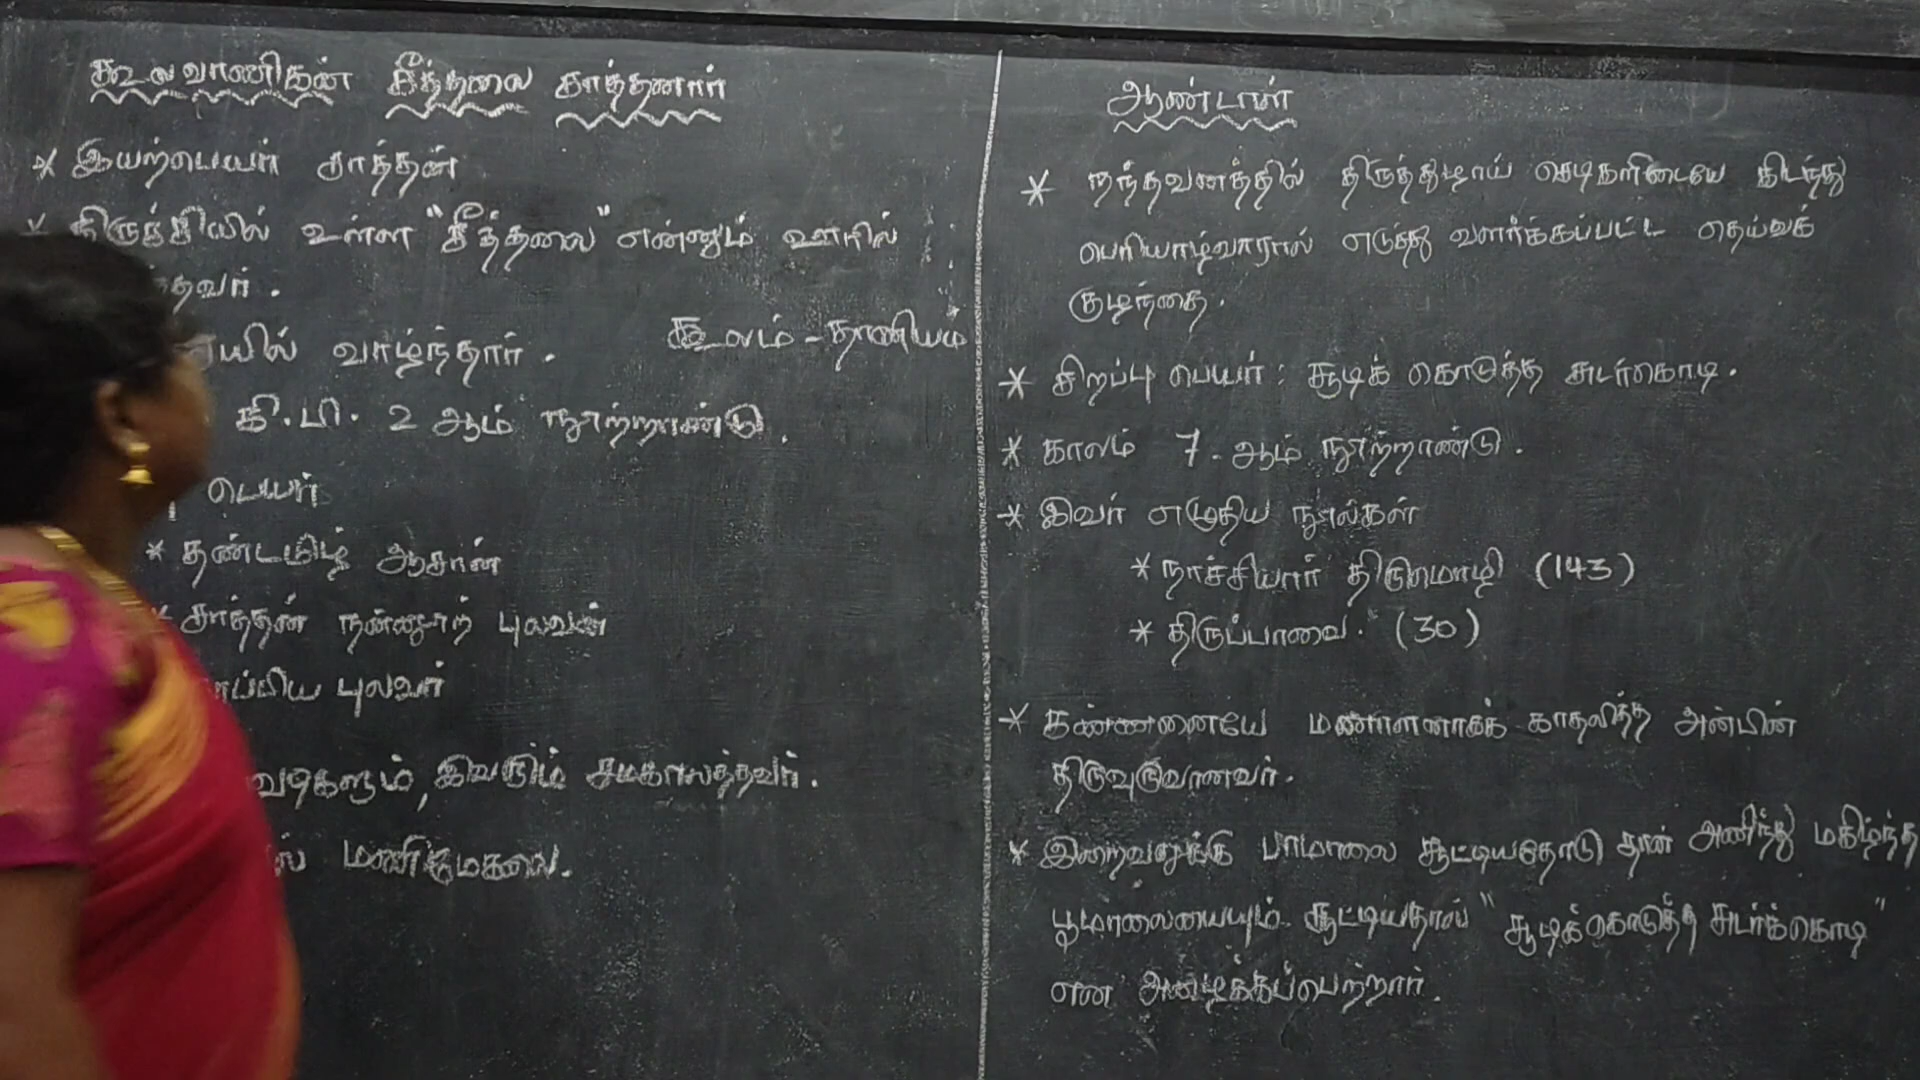 கூலவாணிகன் சீத்தலை சாத்தனார்
* இயற்பெயர் சாத்தன்
* திருச்சியில் உள்ள "சீத்தலை" என்னும் ஊரில்
தவர்.
யில் வாழ்ந்தார்.
கூலம் - தானியம்
கி.பி. 2 ஆம் நூற்றாண்டு.
பெயர்
* தண்டமிழ் ஆசான்
* சாத்தன் நன்னூற் புலவன்
ப்பிய புலவர்
வடிகளும், இவரும் சமகாலத்தவர்.
ல் மணிமேகலை.
ஆண்டாள்
* நந்தவனத்தில் திருத்துழாய் செடிகளிடையே கிடந்து
பெரியாழ்வாரால் எடுத்து வளர்க்கப்பட்ட தெய்வக்
குழந்தை.
* சிறப்பு பெயர் : சூடிக் கொடுத்த சுடர்கொடி.
* காலம் 7-ஆம் நூற்றாண்டு.
* இவர் எழுதிய நூல்கள்
* நாச்சியார் திருமொழி (143)
* திருப்பாவை. (30)
* கண்ணனையே மணாளனாகக் காதலித்த அன்பின்
திருவுருவானவர்.
* இறைவனுக்கு பாமாலை சூட்டியதோடு தான் அணிந்து மகிழ்ந்த
பூமாலையையும் சூட்டியதால் "சூடிக்கொடுத்த சுடர்க்கொடி"
என அழைக்கப்பெற்றார்.